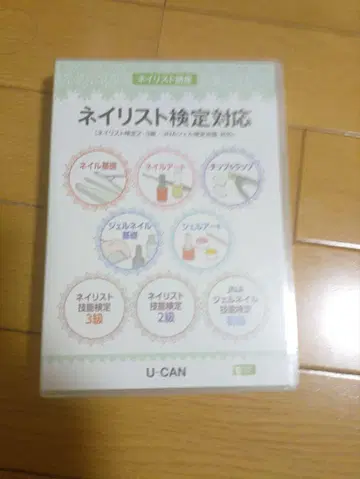 ネイリスト講座
ネイリスト検定対応
ネイル基礎
ネイルアート
チップ&ラップ
ジェルネイル
基礎
ジェルアート
ネイリスト
技能検定
3級
ネイリスト
技能検定
2級
JNA
ジェルネイル
技能検定
初級
U-CAN